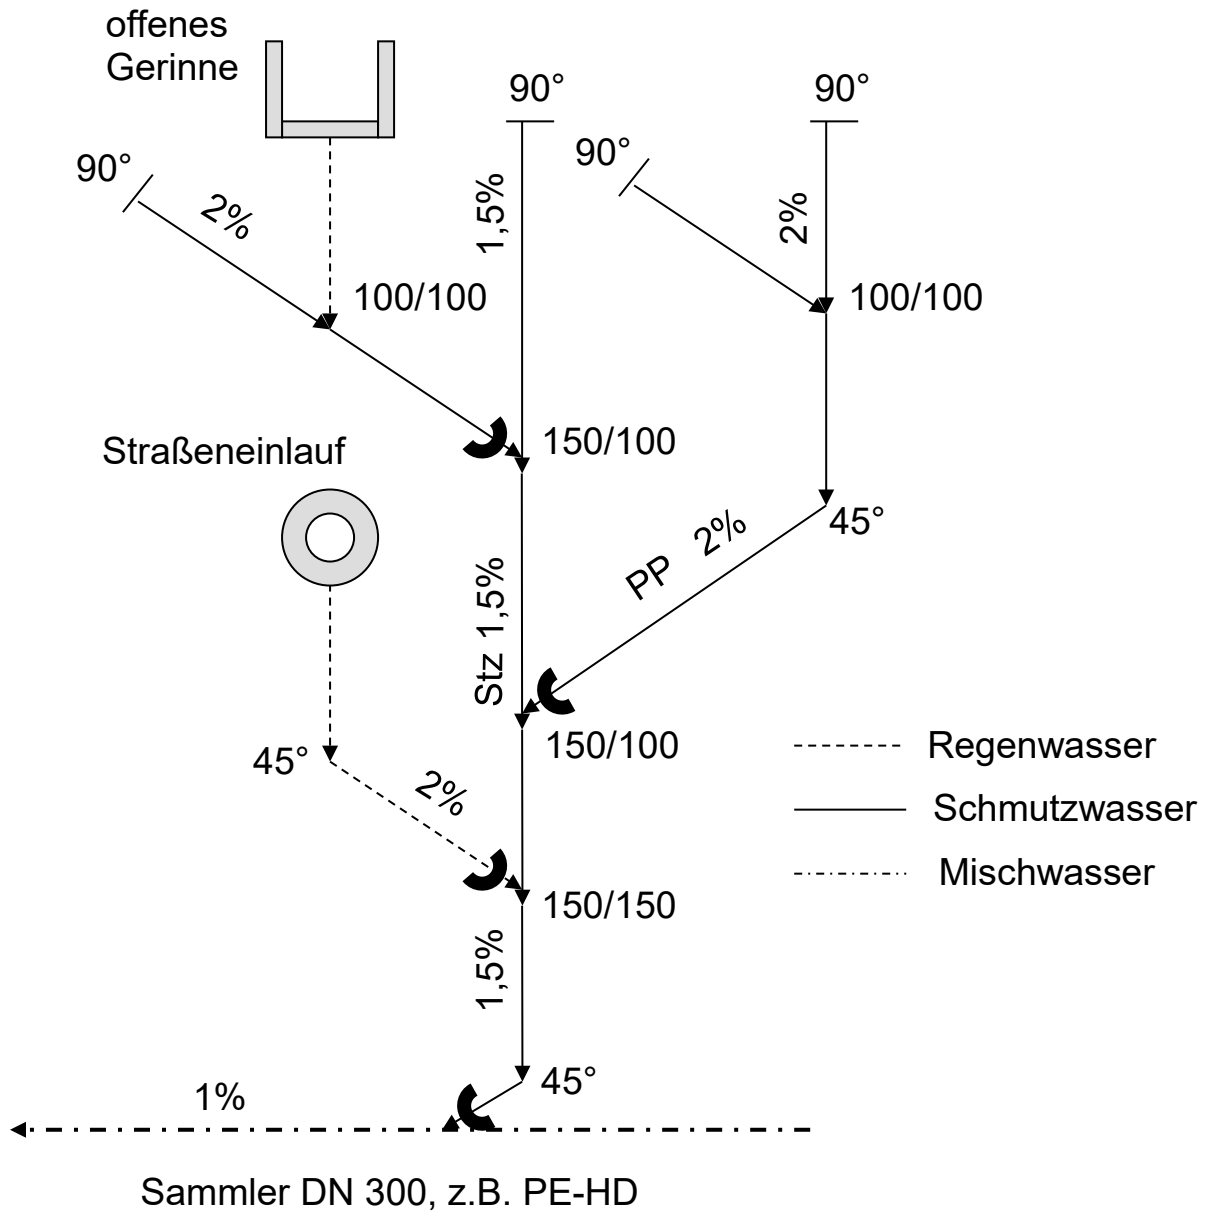 offenes
Gerinne
90°
90°
90°
90°
2%
1,5%
2%
100/100
100/100
150/100
Straßeneinlauf
45°
PP 2%
Stz 1,5%
150/100
45°
2%
Regenwasser
Schmutzwasser
Mischwasser
150/150
1,5%
45°
1%
Sammler DN 300, z.B. PE-HD